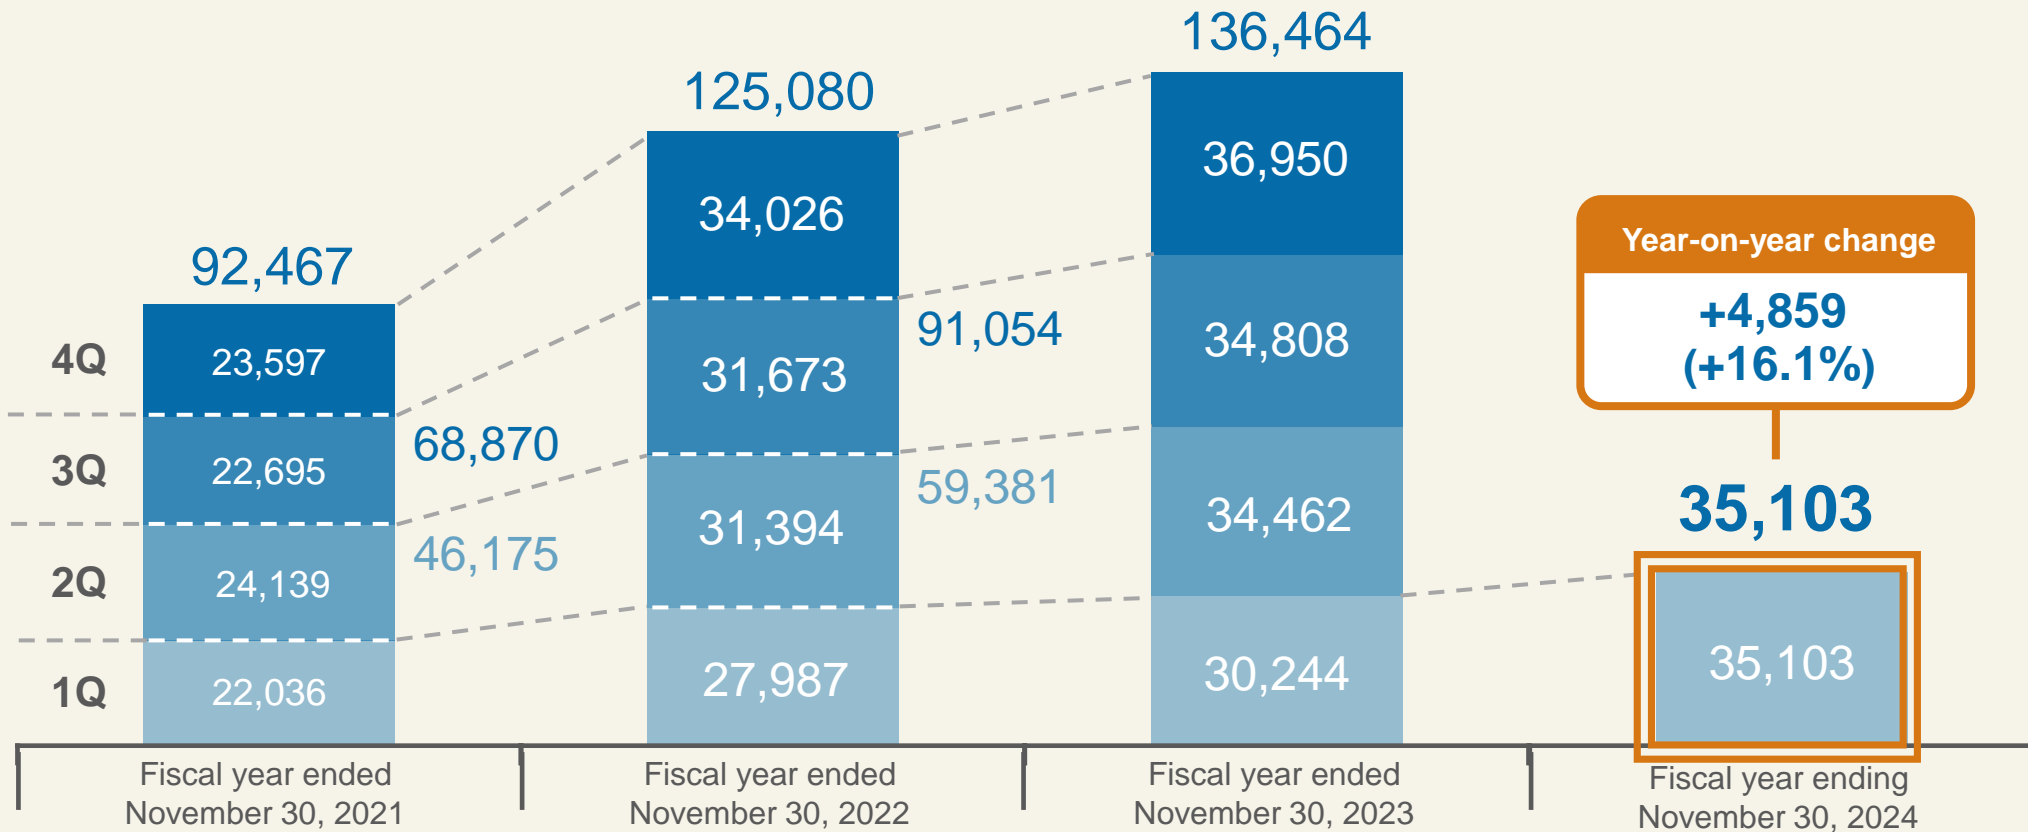 136,464
125,080
36,950
34,026
Year-on-year change
92,467
+4,859
(+16.1%)
91,054
34,808
4Q
23,597
31,673
68,870
3Q
22,695
59,381
35,103
34,462
31,394
46,175
2Q
24,139
35,103
30,244
27,987
1Q
22,036
Fiscal year ended
November 30, 2021
Fiscal year ended
November 30, 2022
Fiscal year ended
November 30, 2023
Fiscal year ending
November 30, 2024